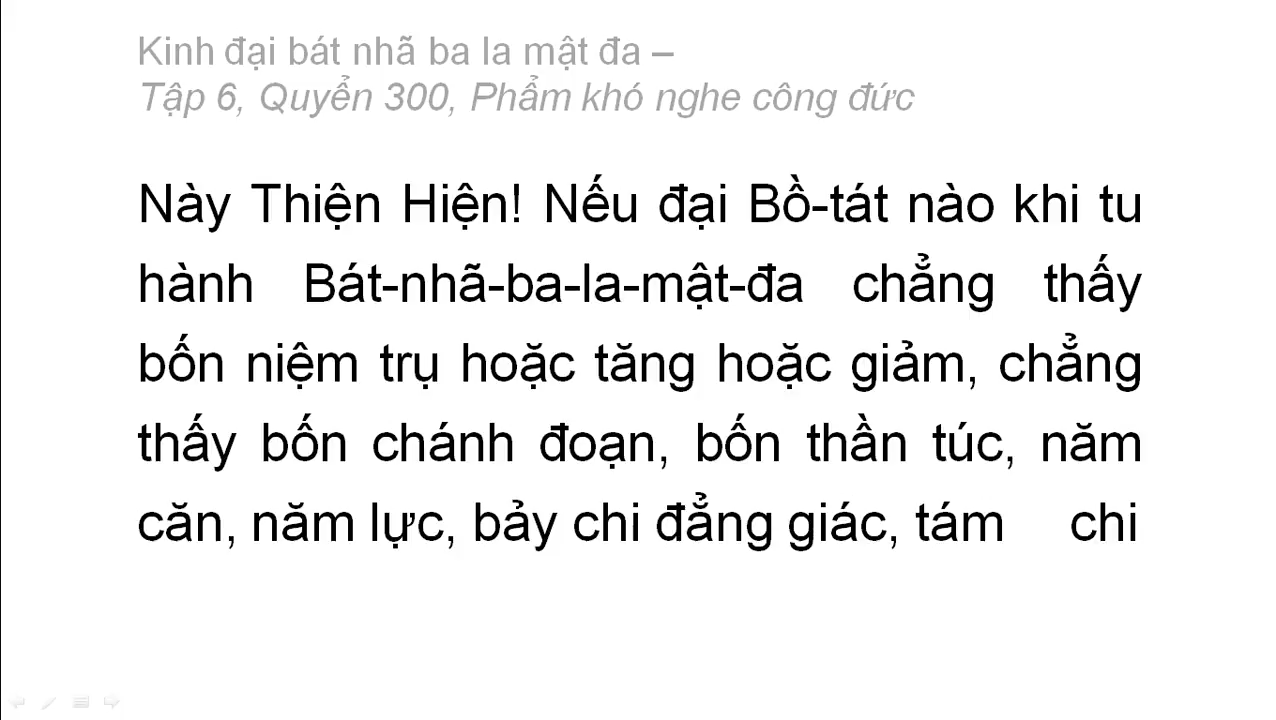 Kinh đại bát nhã ba la mật đa –
Tập 6, Quyển 300, Phẩm khó nghe công đức
Này Thiện Hiện! Nếu đại Bồ-tát nào khi tu
hành Bát-nhã-ba-la-mật-đa chẳng thấy
bốn niệm trụ hoặc tăng hoặc giảm, chẳng
thấy bốn chánh đoạn, bốn thần túc, năm
căn, năm lực, bảy chi đẳng giác, tám chi